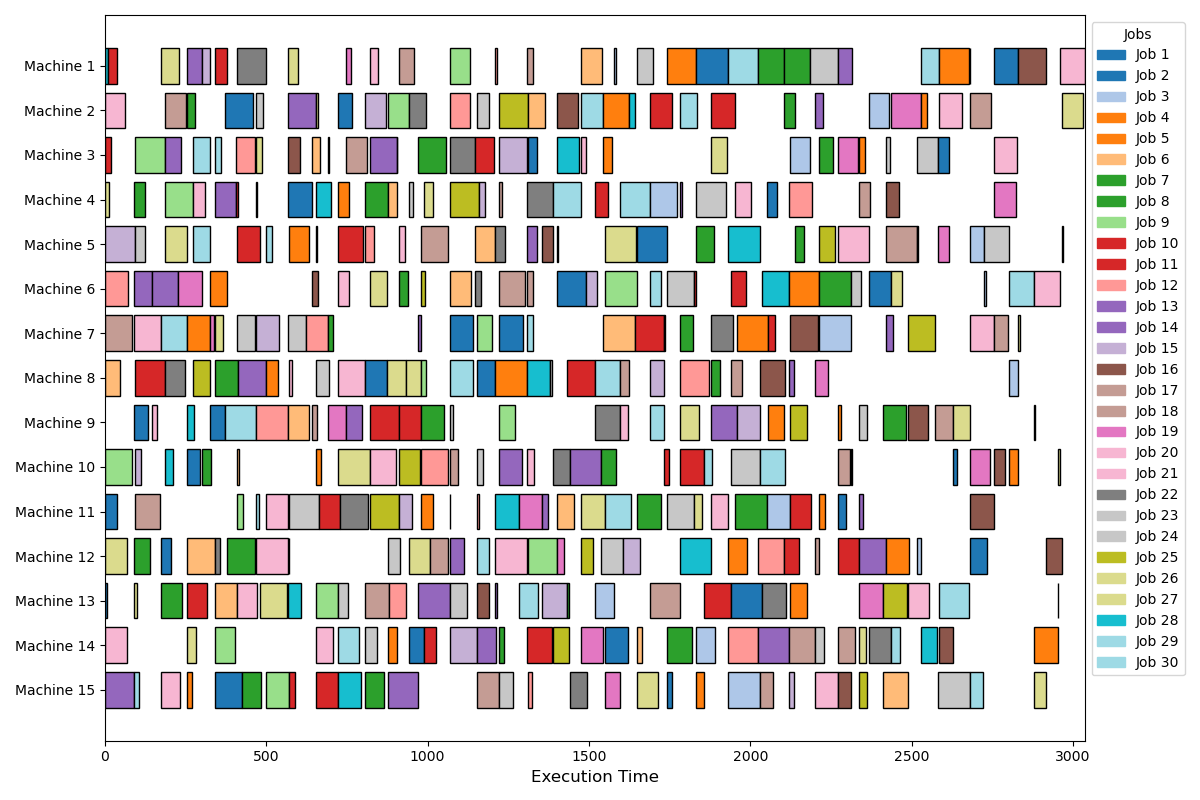 Machine 1
Machine 2
Machine 3
Machine 4
Machine 5
Machine 6
Machine 7
Machine 8
Machine 9
Machine 10
Machine 11
Machine 12
Machine 13
Machine 14
Machine 15
0 500 1000 1500 2000 2500 3000
Execution Time
Jobs
Job 1
Job 2
Job 3
Job 4
Job 5
Job 6
Job 7
Job 8
Job 9
Job 10
Job 11
Job 12
Job 13
Job 14
Job 15
Job 16
Job 17
Job 18
Job 19
Job 20
Job 21
Job 22
Job 23
Job 24
Job 25
Job 26
Job 27
Job 28
Job 29
Job 30